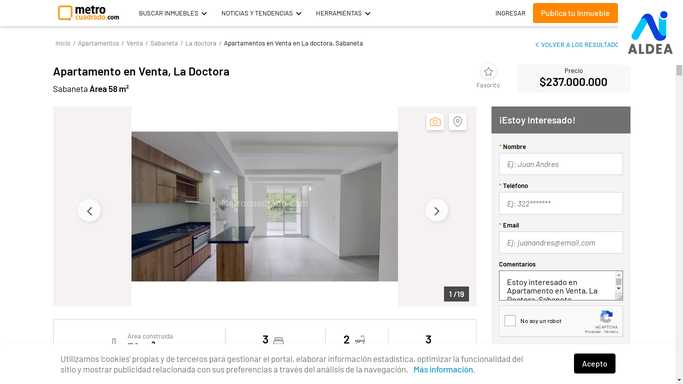 metro
cuadrado.com
BUSCAR INMUEBLES
NOTICIAS Y TENDENCIAS
HERRAMIENTAS
INGRESAR
Publica tu Inmueble
Inicio / Apartamentos / Venta / Sabaneta / La doctora / Apartamentos en Venta en La doctora, Sabaneta
< VOLVER A LOS RESULTADO
ALDEA
Apartamento en Venta, La Doctora
Sabaneta Área 58 m²
Favorito
Precio
$237.000.000
¡Estoy Interesado!
* Nombre
Ej: Juan Andres
* Teléfono
Ej: 322*******
* Email
Ej: juanandres@email.com
Comentarios
Estoy interesado en
Apartamento en Venta, La
Doctora, Sabaneta
No soy un robot
reCAPTCHA
Privacidad - Términos
1 /19
Área construida
3
2
3
Utilizamos 'cookies' propias y de terceros para gestionar el portal, elaborar información estadística, optimizar la funcionalidad del
sitio y mostrar publicidad relacionada con sus preferencias a través del análisis de la navegación. Más información.
Acepto